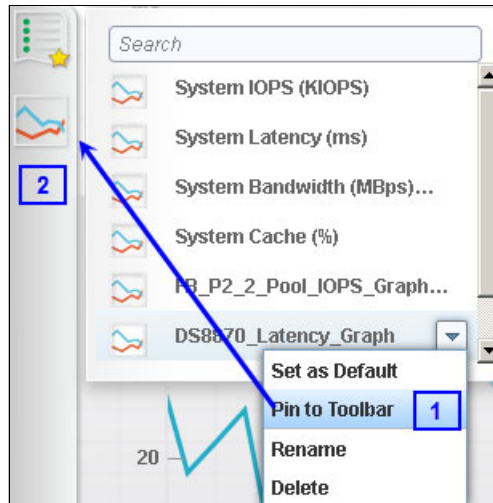 Search
System IOPS (KIOPS)
System Latency (ms)
2
System Bandwidth (MBps)...
System Cache (%)
FB_P2_2_Pool_IOPS_Graph...
DS8870_Latency_Graph
Set as Default
Pin to Toolbar 1
20
Rename
Delete